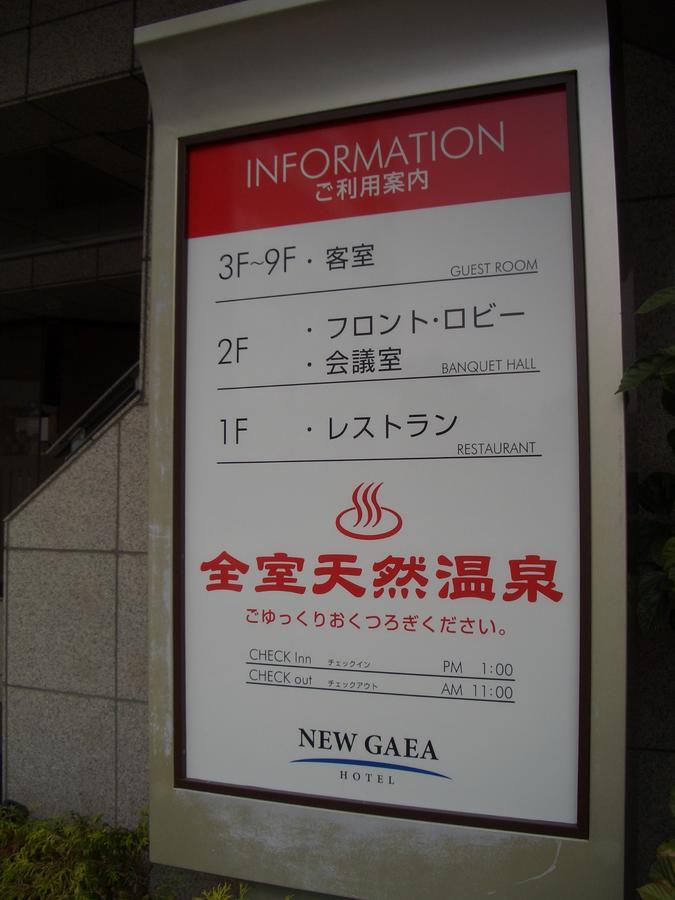 INFORMATION
ご利用案内
3F~9F・客室
GUEST ROOM
2F ・フロント・ロビー
・会議室
BANQUET HALL
1F ・レストラン
RESTAURANT
全室天然温泉
ごゆっくりおくつろぎください。
CHECK Inn チェックイン PM 1:00
CHECK out チェックアウト AM 11:00
NEW GAEA
HOTEL